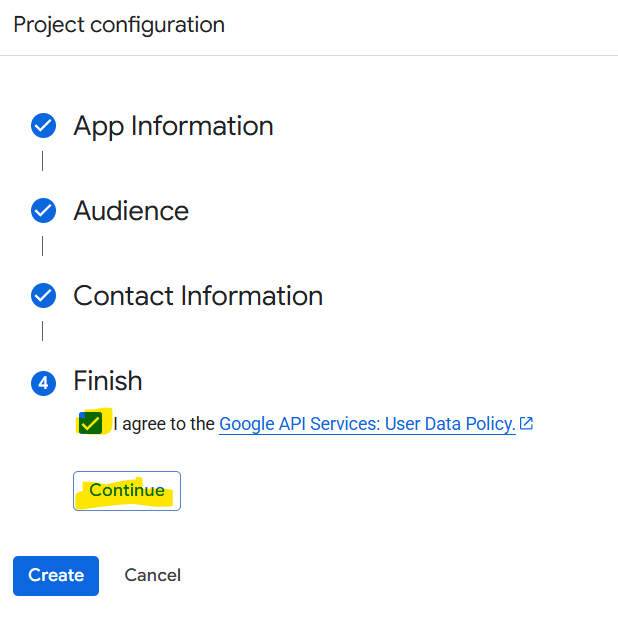 Project configuration
App Information
Audience
Contact Information
4 Finish
I agree to the Google API Services: User Data Policy.
Continue
Create Cancel